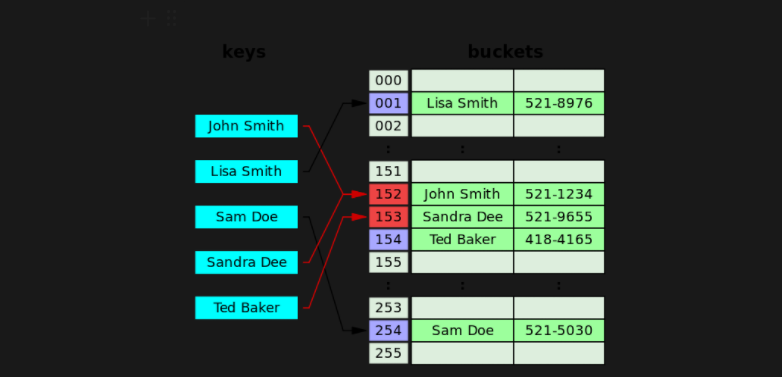 keys
buckets
000
001 Lisa Smith 521-8976
002
John Smith
: : :
Lisa Smith
151
152 John Smith 521-1234
Sam Doe
153 Sandra Dee 521-9655
154 Ted Baker 418-4165
Sandra Dee
155
: : :
Ted Baker
253
254 Sam Doe 521-5030
255